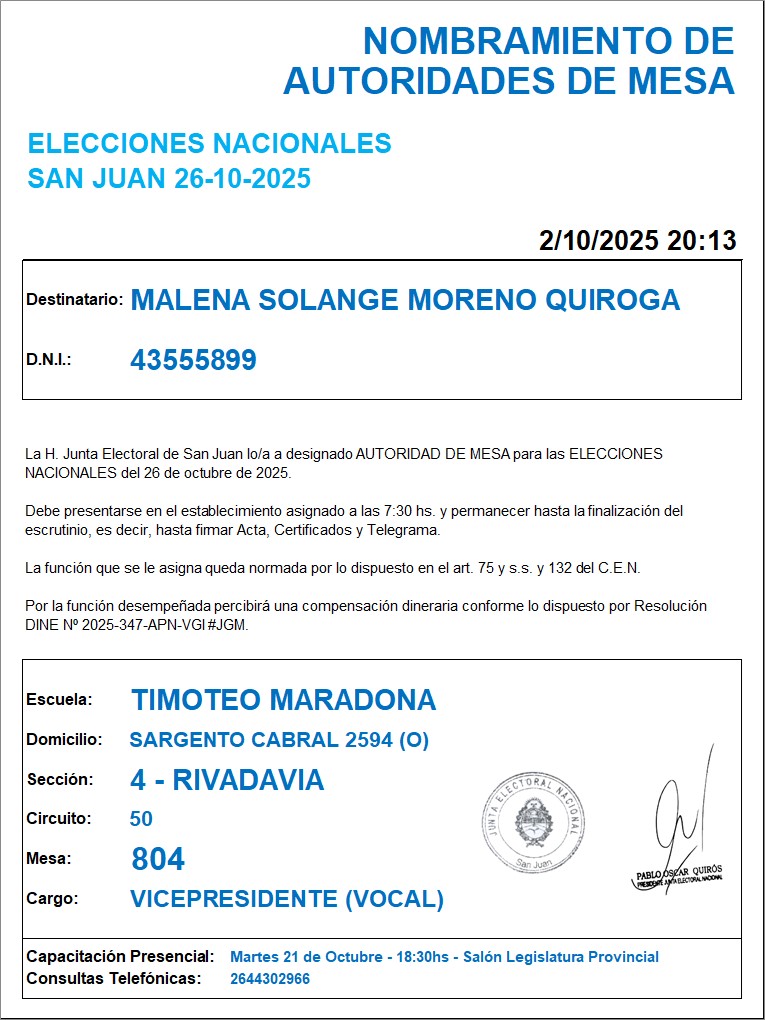 NOMBRAMIENTO DE
AUTORIDADES DE MESA
ELECCIONES NACIONALES
SAN JUAN 26-10-2025
2/10/2025 20:13
Destinatario: MALENA SOLANGE MORENO QUIROGA
D.N.I.: 43555899
La H. Junta Electoral de San Juan lo/a a designado AUTORIDAD DE MESA para las ELECCIONES
NACIONALES del 26 de octubre de 2025.
Debe presentarse en el establecimiento asignado a las 7:30 hs. y permanecer hasta la finalización del
escrutinio, es decir, hasta firmar Acta, Certificados y Telegrama.
La función que se le asigna queda normada por lo dispuesto en el art. 75 y s.s. y 132 del C.E.N.
Por la función desempeñada percibirá una compensación dineraria conforme lo dispuesto por Resolución
DINE Nº 2025-347-APN-VGI#JGM.
Escuela: TIMOTEO MARADONA
Domicilio: SARGENTO CABRAL 2594 (O)
Sección: 4 - RIVADAVIA
Circuito: 50
Mesa: 804
Cargo: VICEPRESIDENTE (VOCAL)
JUNTA ELECTORAL NACIONAL
San Juan
PABLO OSCAR QUIRÓS
PRESIDENTE JUNTA ELECTORAL NACIONAL
Capacitación Presencial: Martes 21 de Octubre - 18:30hs - Salón Legislatura Provincial
Consultas Telefónicas: 2644302966